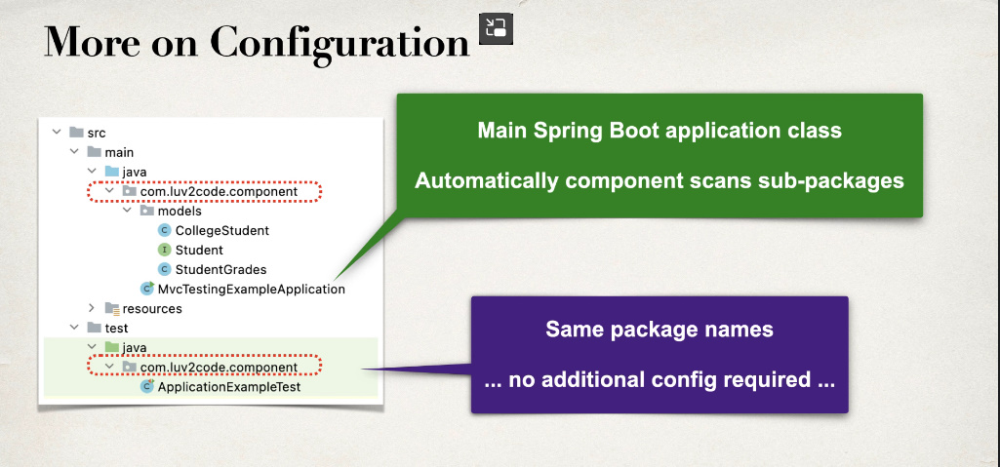 More on Configuration
src
main
java
com.luv2code.component
models
C CollegeStudent
I Student
C StudentGrades
C MvcTestingExampleApplication
resources
test
java
com.luv2code.component
C ApplicationExampleTest
Main Spring Boot application class
Automatically component scans sub-packages
Same package names
... no additional config required ...